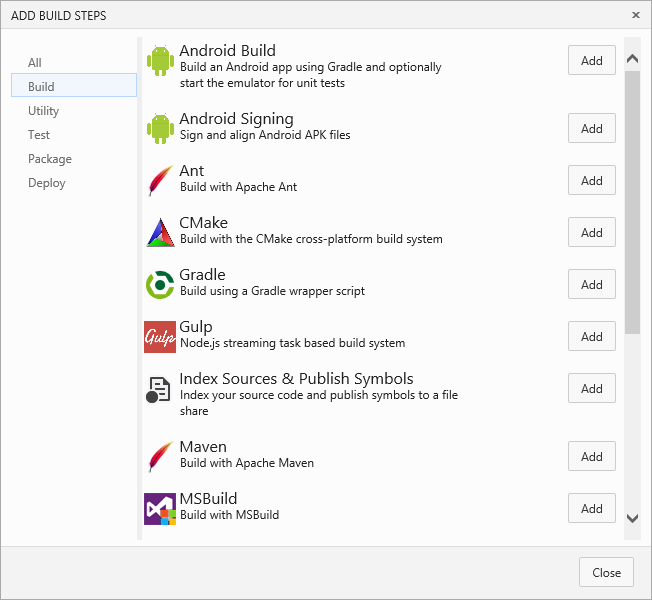 ADD BUILD STEPS
All
Build
Utility
Test
Package
Deploy
Android Build
Build an Android app using Gradle and optionally
start the emulator for unit tests
Add
Android Signing
Sign and align Android APK files
Add
Ant
Build with Apache Ant
Add
CMake
Build with the CMake cross-platform build system
Add
Gradle
Build using a Gradle wrapper script
Add
Gulp
Gulp
Node.js streaming task based build system
Add
Index Sources & Publish Symbols
Index your source code and publish symbols to a file
share
Add
Maven
Build with Apache Maven
Add
MSBuild
Build with MSBuild
Add
Close